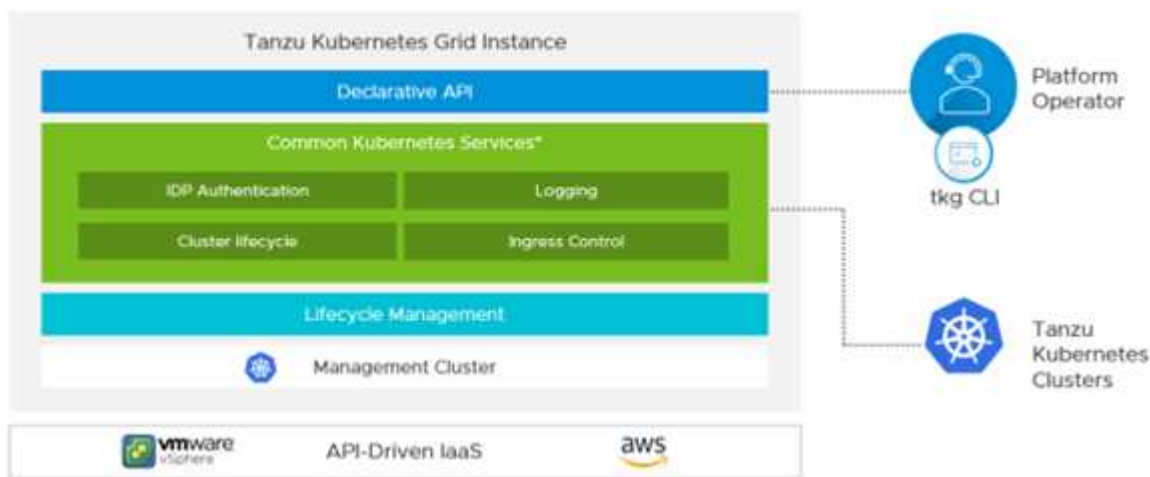 Tanzu Kubernetes Grid Instance
Declarative API
Common Kubernetes Services*
IDP Authentication
Logging
Cluster lifecycle
Ingress Control
Lifecycle Management
Management Cluster
vmware
vSphere
API-Driven IaaS
aws
Platform
Operator
tkg CLI
Tanzu
Kubernetes
Clusters